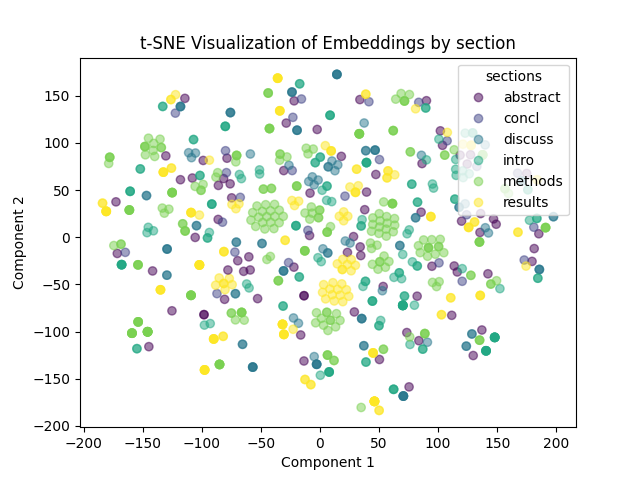 t-SNE Visualization of Embeddings by section
sections
abstract
concl
discuss
intro
methods
results
Component 2
150
100
50
0
−50
−100
−150
−200
−200
−150
−100
−50
0
50
100
150
200
Component 1